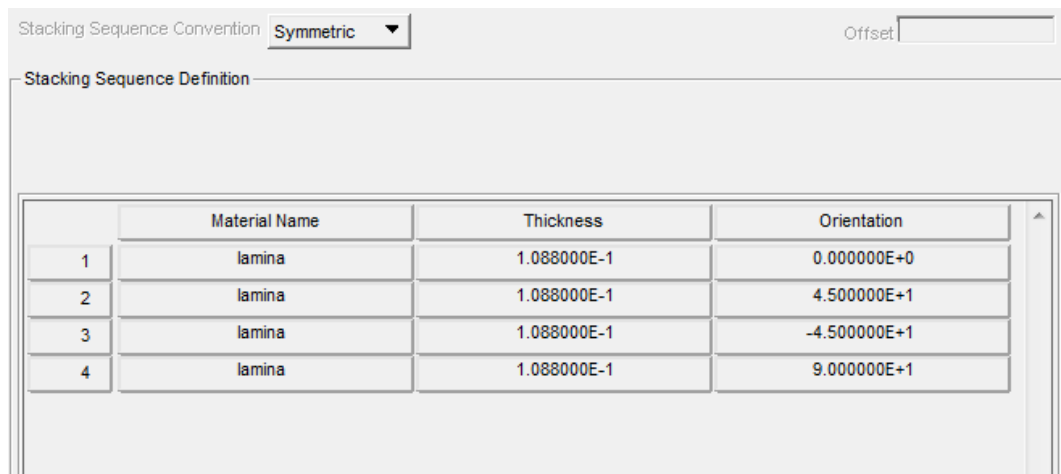 Stacking Sequence Convention Symmetric Offset
Stacking Sequence Definition
Material Name Thickness Orientation
1 lamina 1.088000E-1 0.000000E+0
2 lamina 1.088000E-1 4.500000E+1
3 lamina 1.088000E-1 -4.500000E+1
4 lamina 1.088000E-1 9.000000E+1